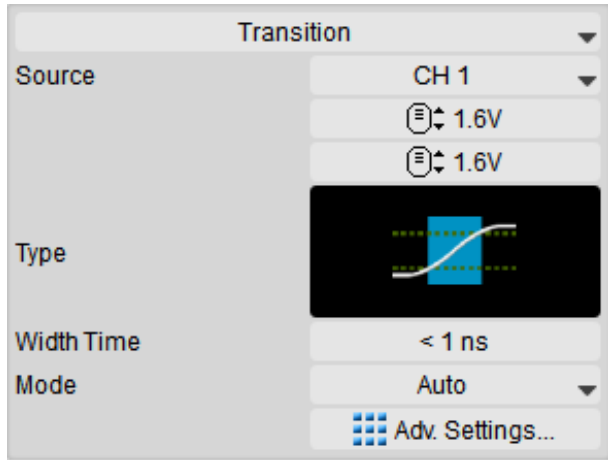 Transition
Source CH 1
1.6V
1.6V
Type
Width Time < 1 ns
Mode Auto
Adv. Settings...